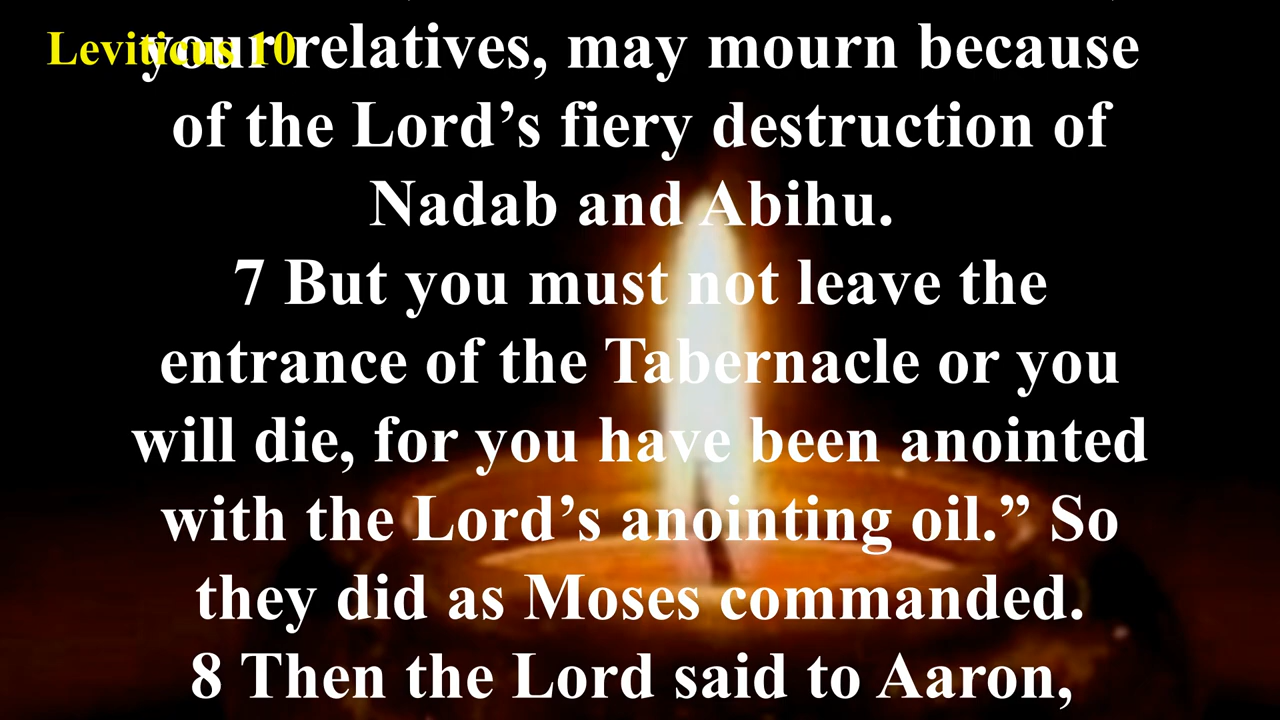 Leviticus 10
your relatives, may mourn because
of the Lord’s fiery destruction of
Nadab and Abihu.
7 But you must not leave the
entrance of the Tabernacle or you
will die, for you have been anointed
with the Lord’s anointing oil.” So
they did as Moses commanded.
8 Then the Lord said to Aaron,